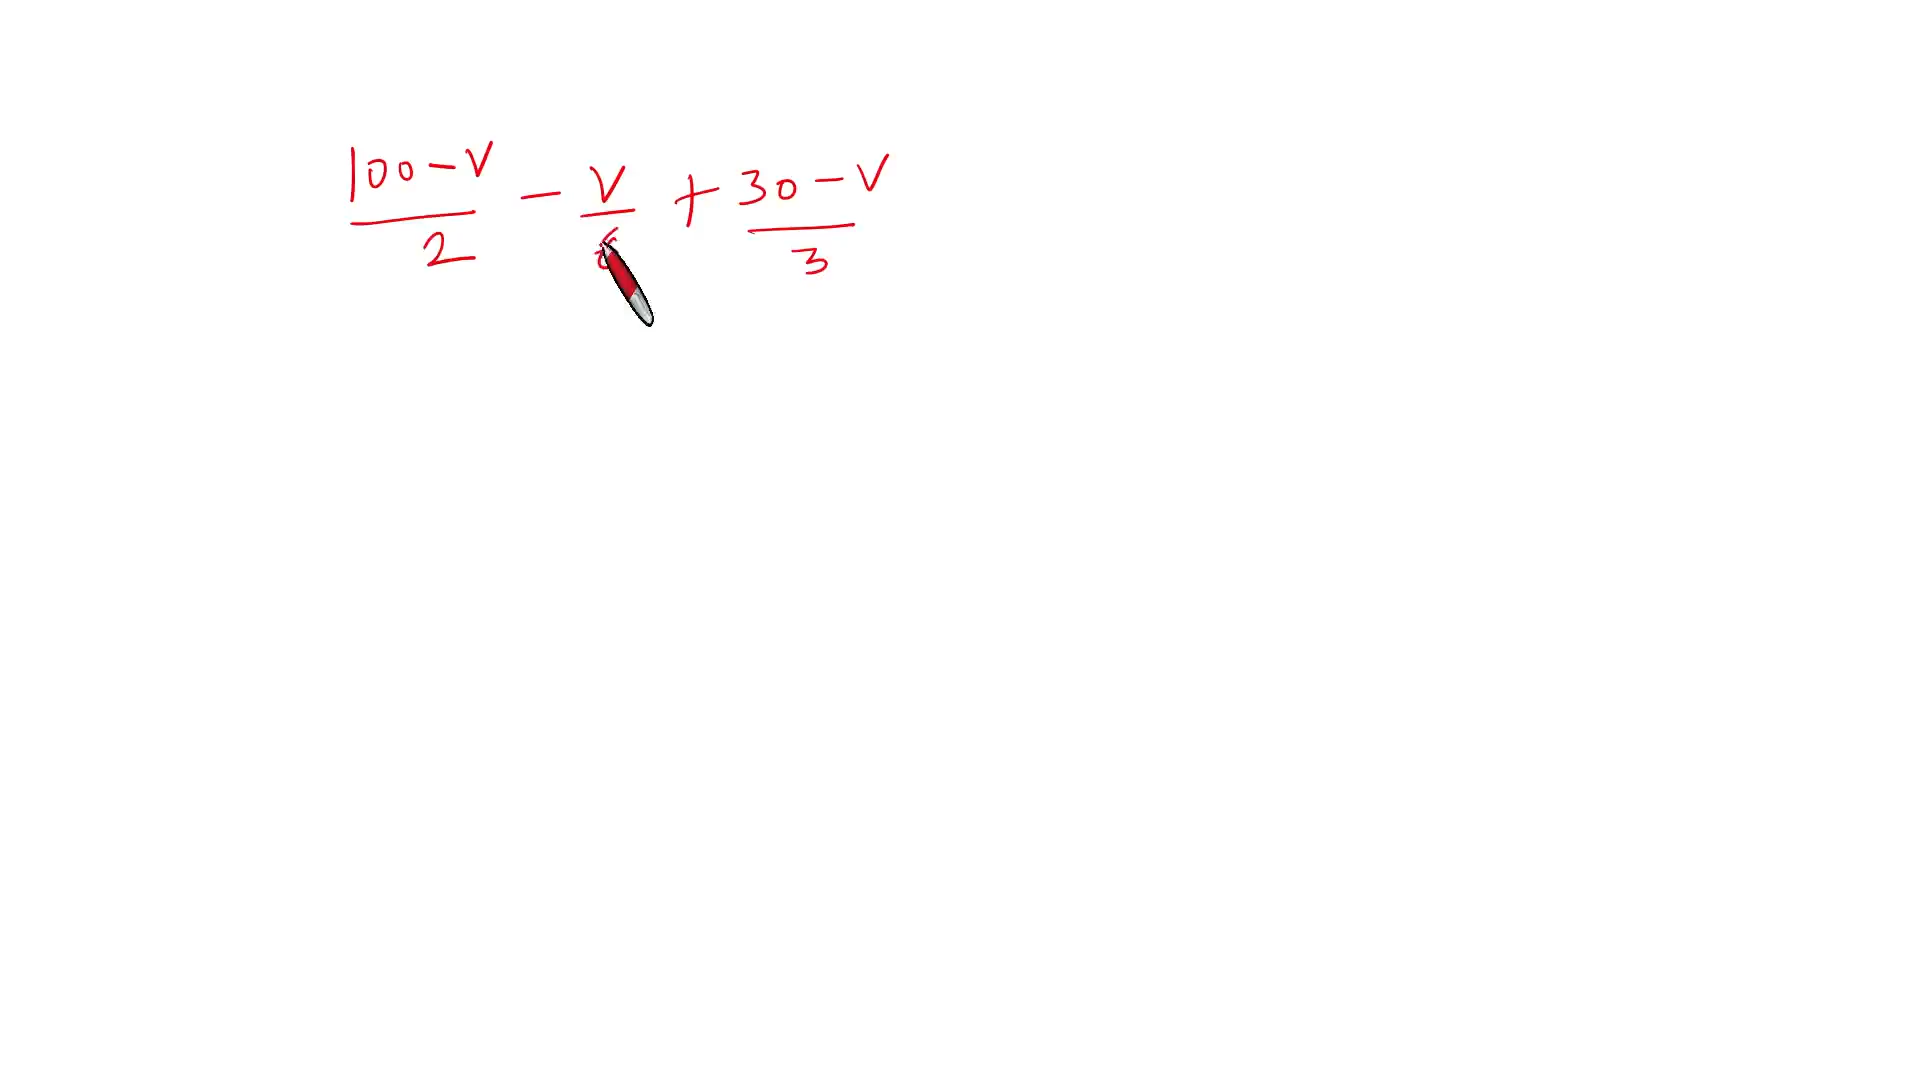 (100-V)/2 - V/ + (30-V)/3